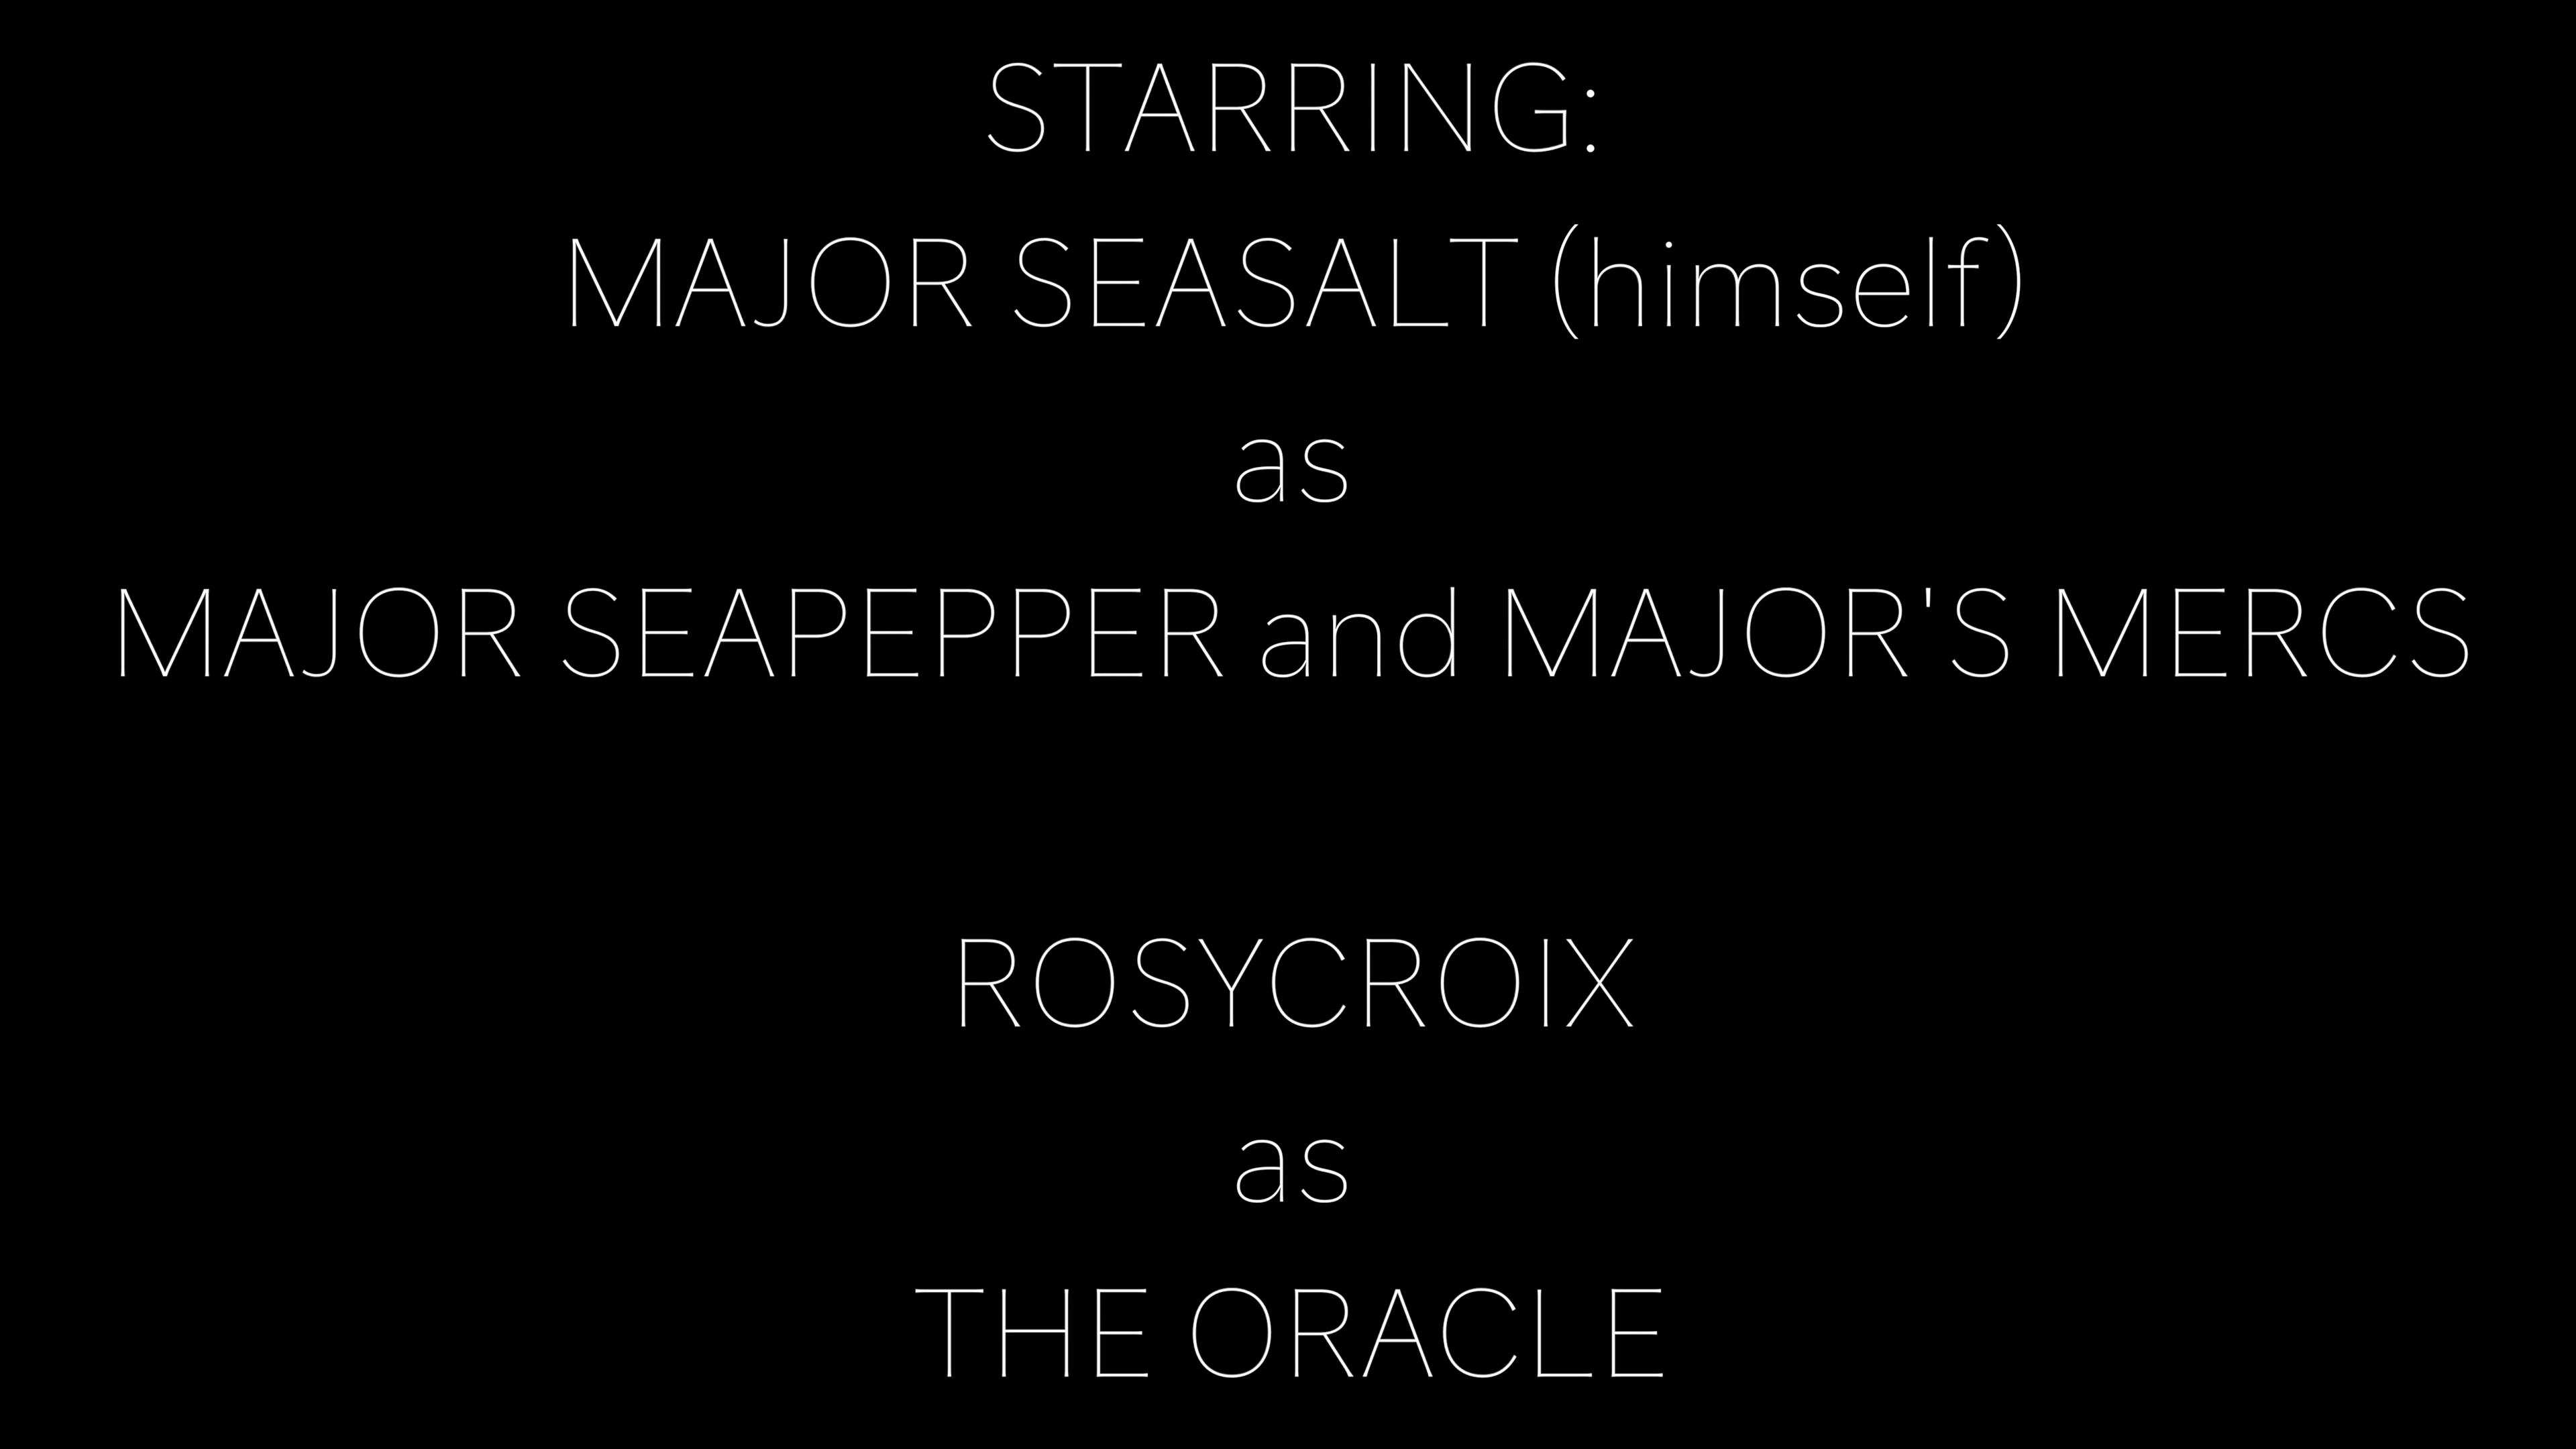 STARRING:
MAJOR SEASALT (himself)
as
MAJOR SEAPEPPER and MAJOR'S MERCS
ROSYCROIX
as
THE ORACLE